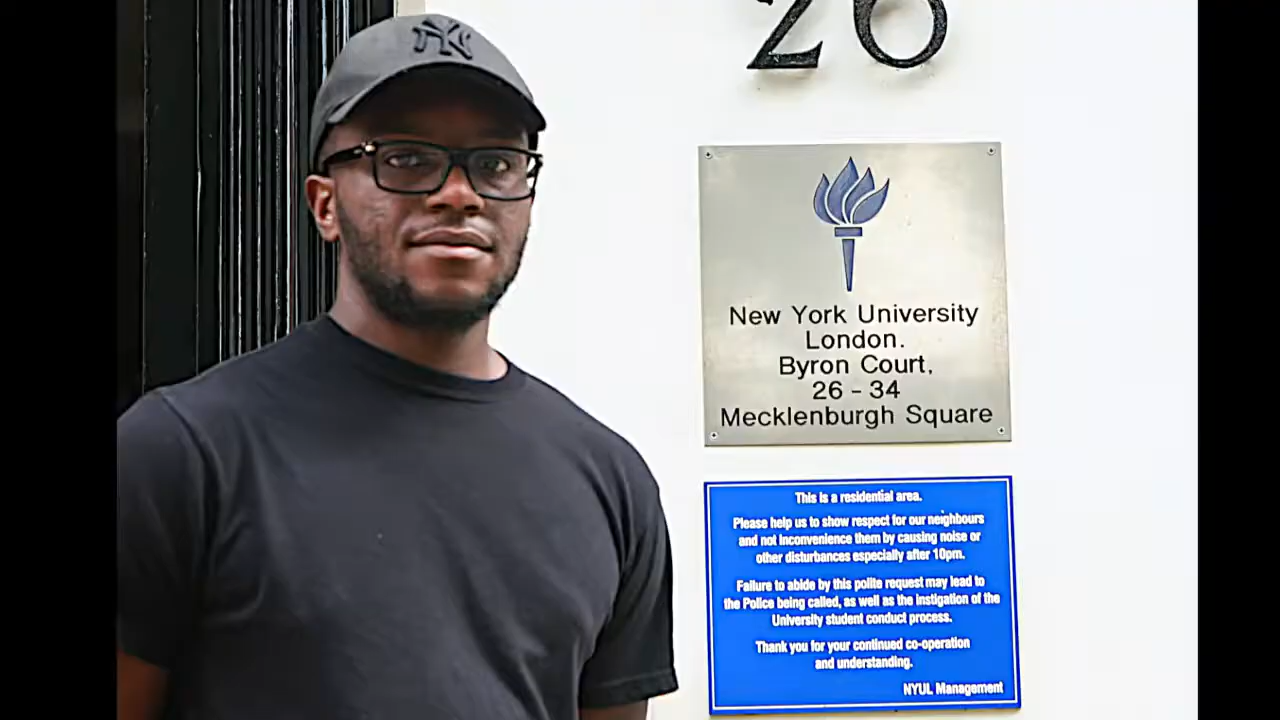 26
NY
New York University
London.
Byron Court,
26 - 34
Mecklenburgh Square
This is a residential area.
Please help us to show respect for our neighbours
and not inconvenience them by causing noise or
other disturbances especially after 10pm.
Failure to abide by this polite request may lead to
the Police being called, as well as the instigation of the
University student conduct process.
Thank you for your continued co-operation
and understanding.
NYUL Management